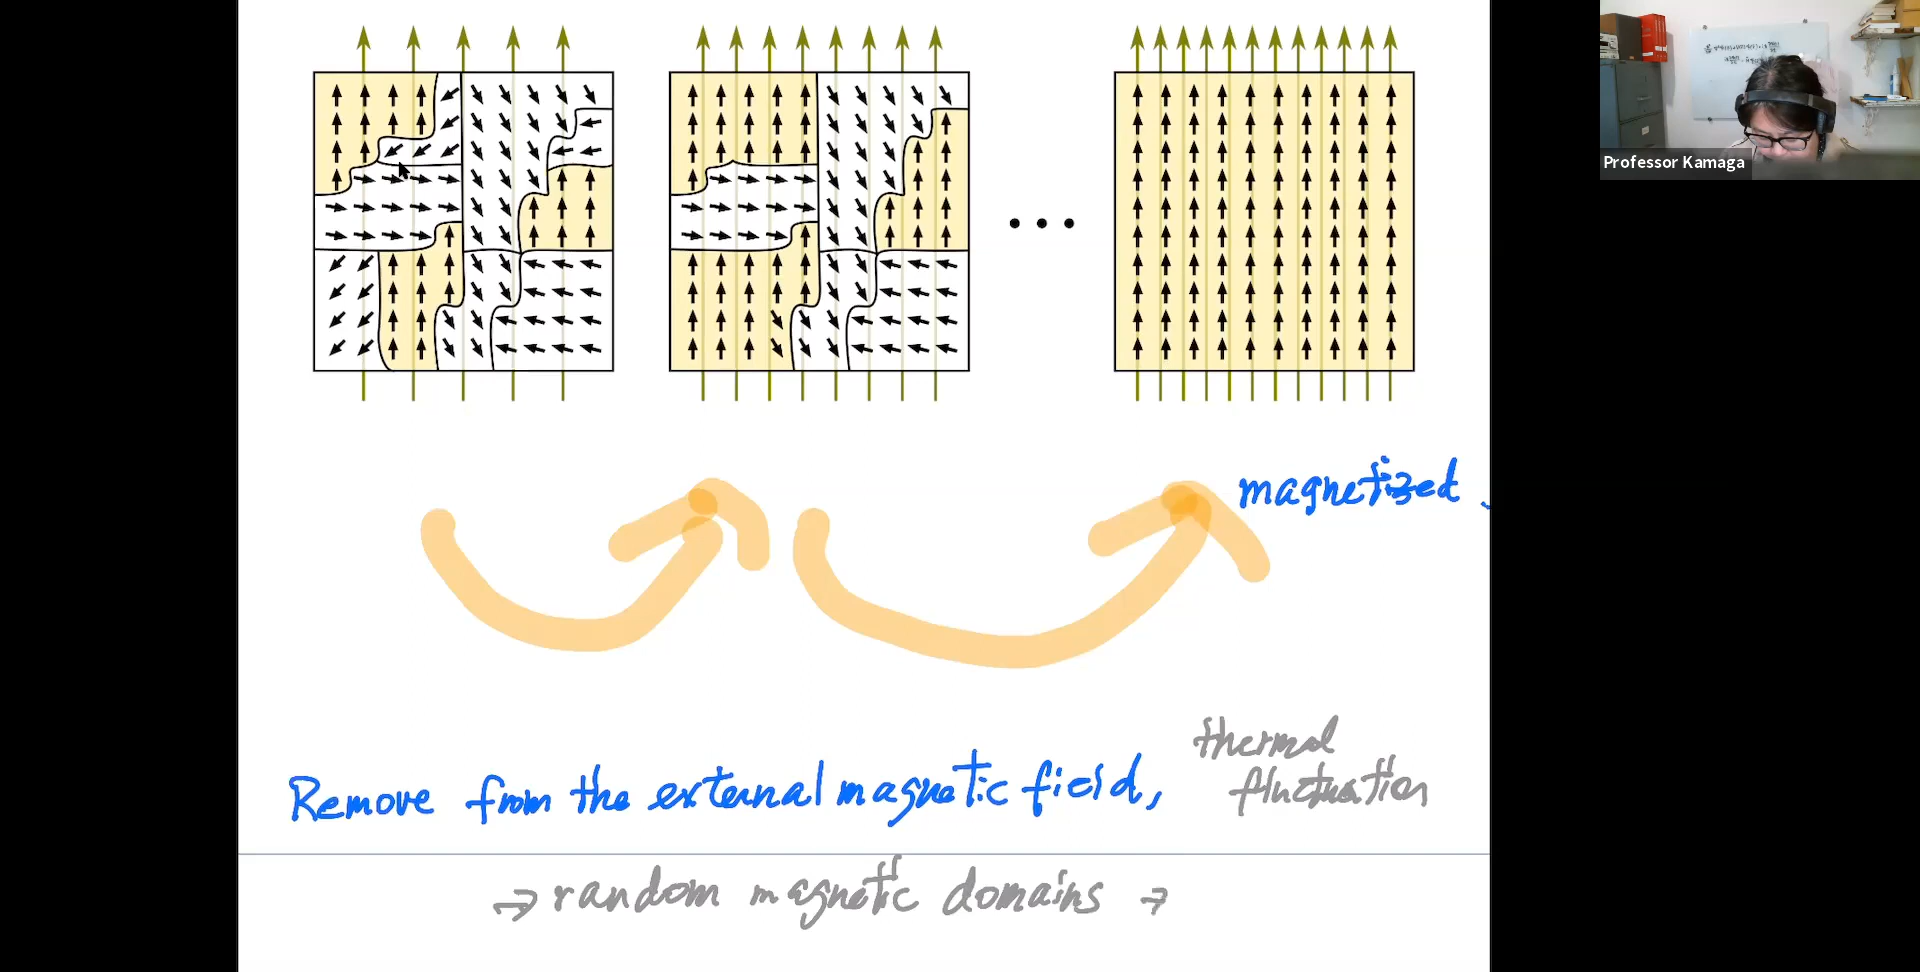 Professor Kamaga
magnetized.
Remove from the external magnetic field,
thermal
fluctuation
→ random magnetic domains →